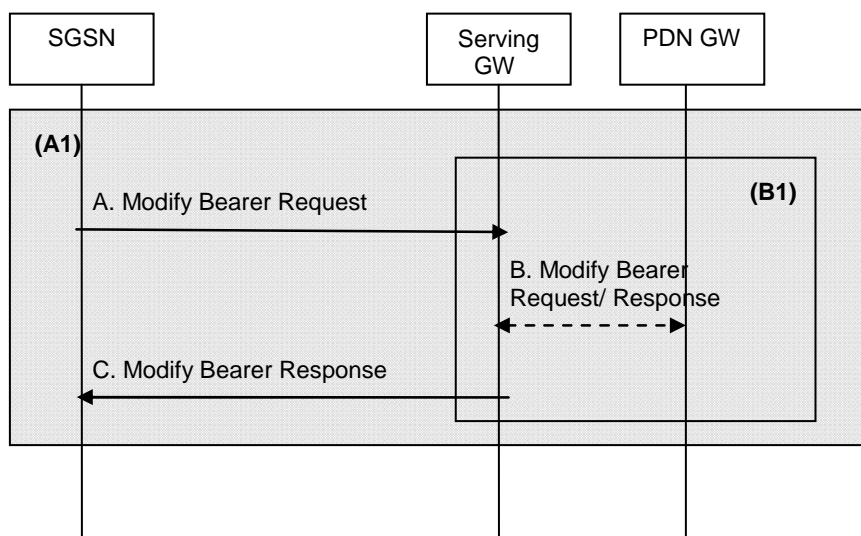 SGSN
Serving
GW
PDN GW
(A1)
(B1)
A. Modify Bearer Request
B. Modify Bearer
Request/ Response
C. Modify Bearer Response